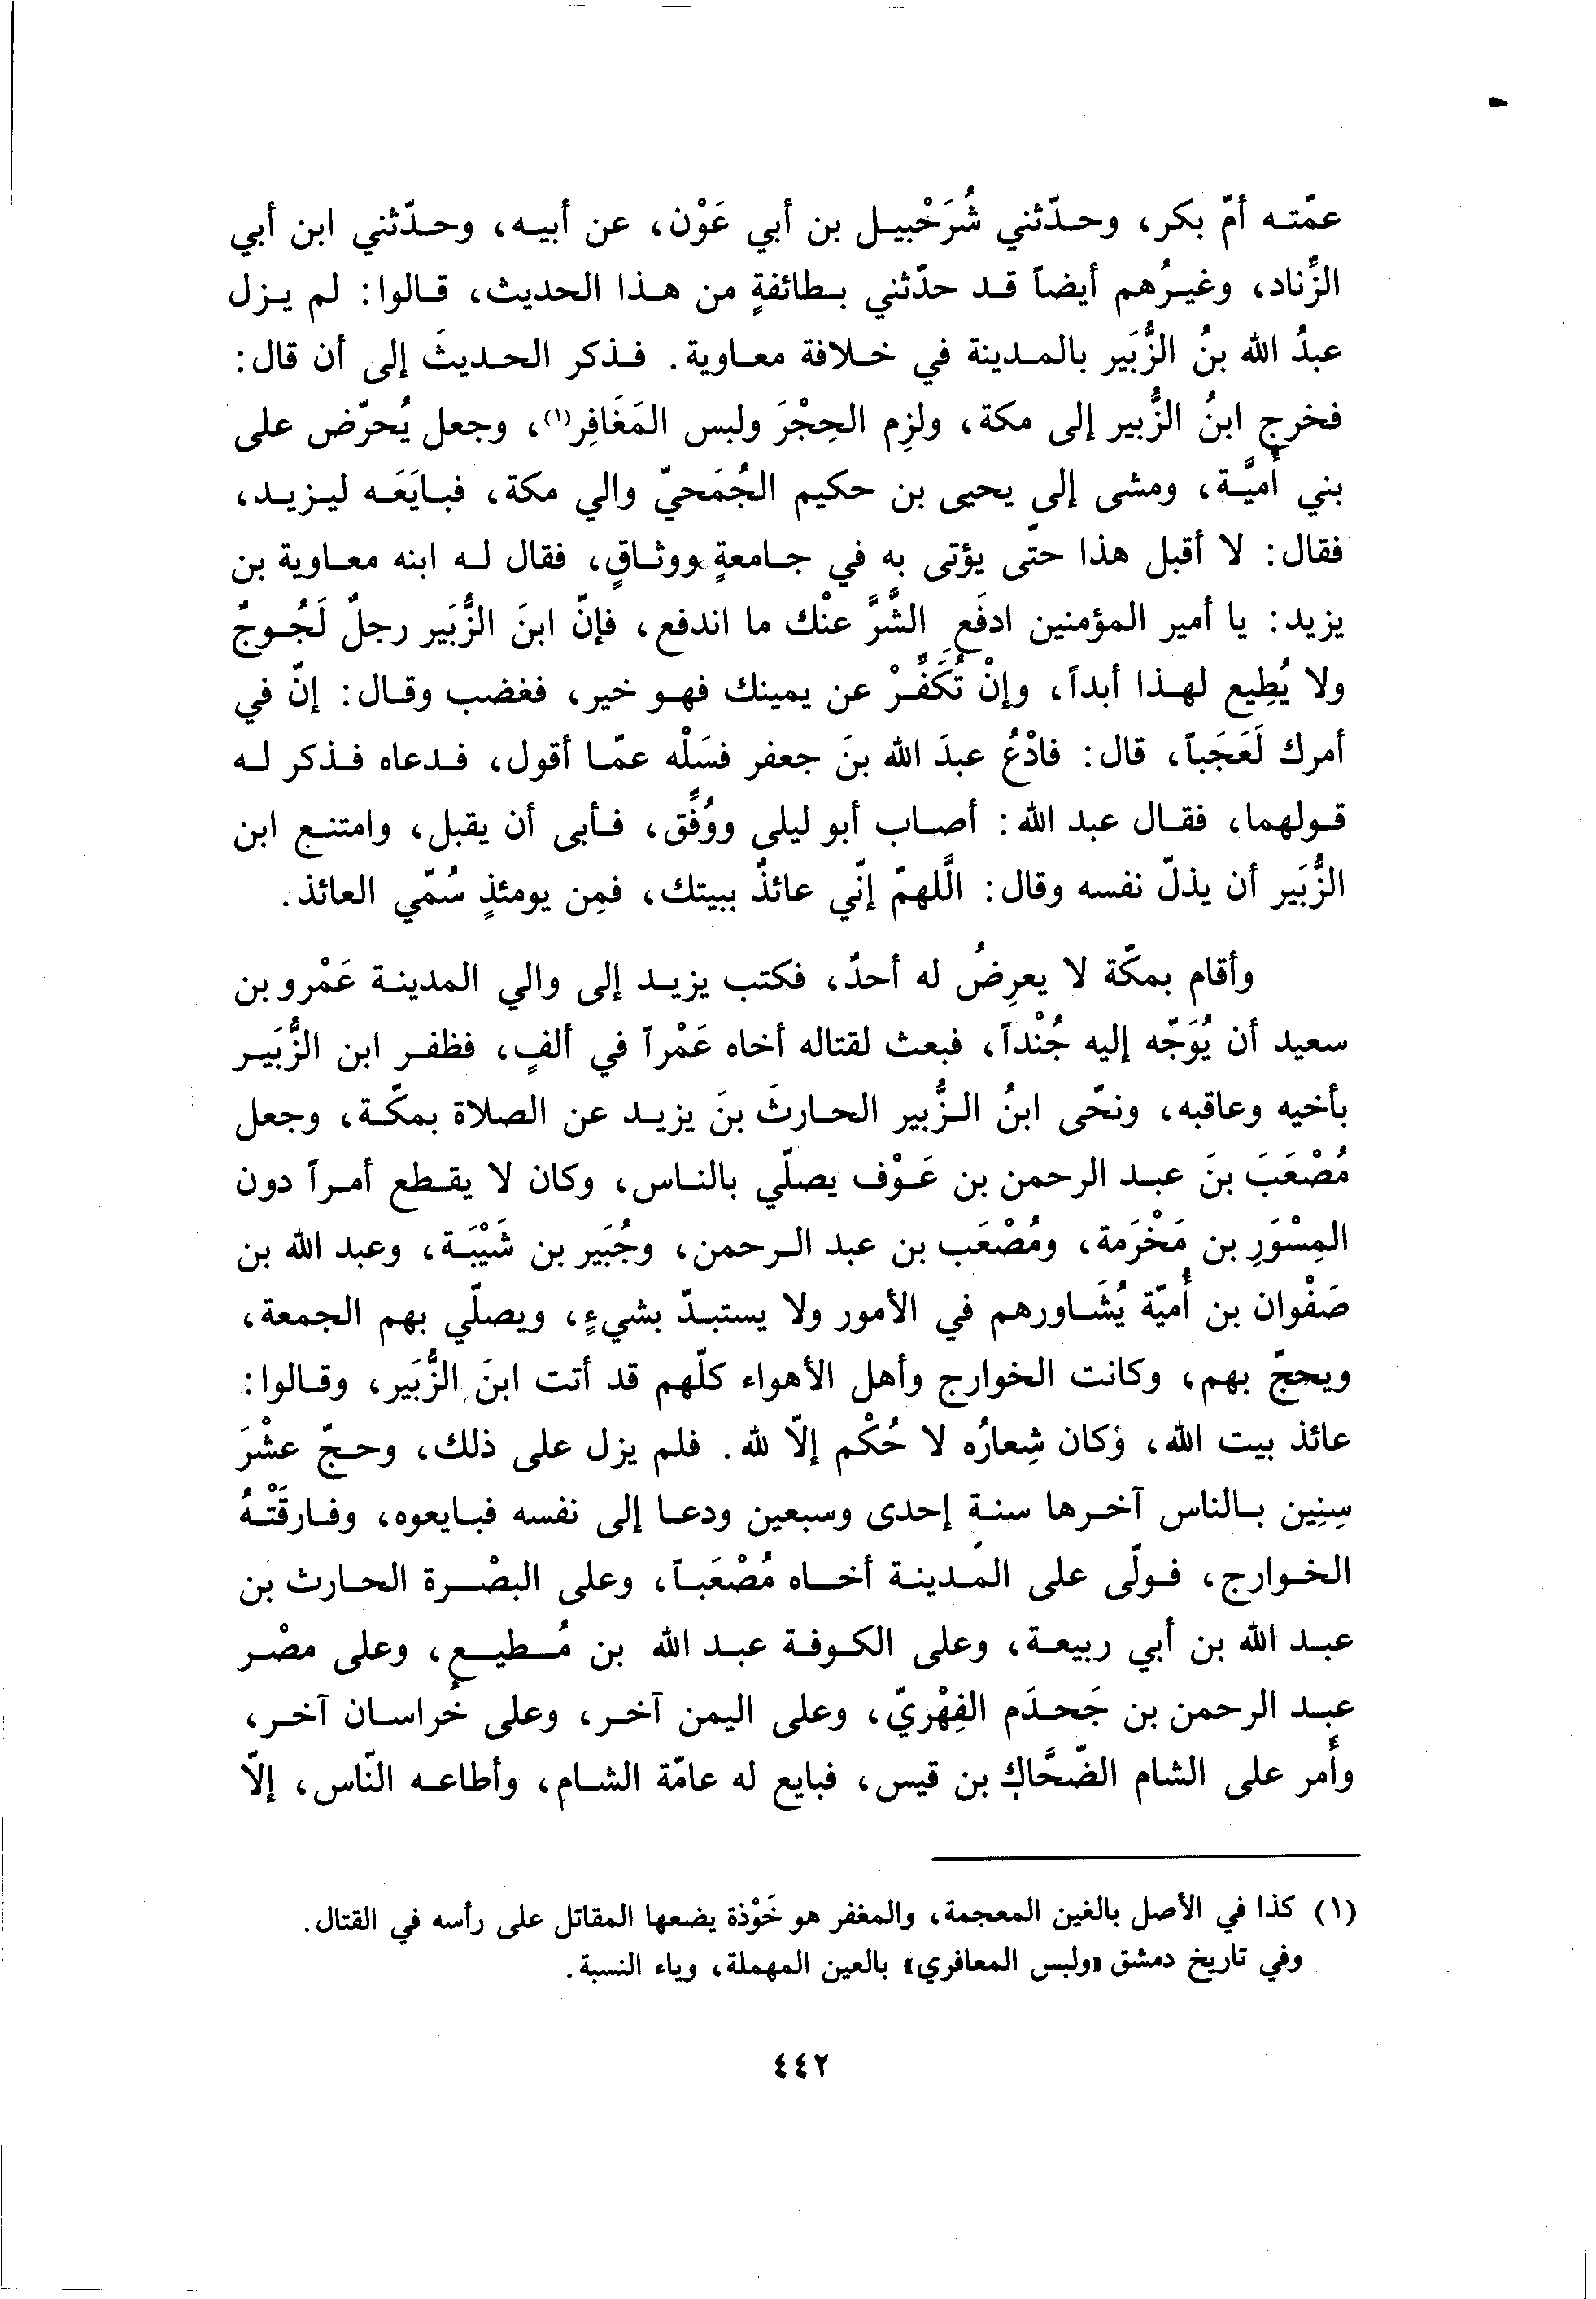 عمّته أمّ بكر، وحدّثني شُرَحْبيل بن أبي عَوْن، عن أبيه، وحدّثني ابن أبي
الزِّناد، وغيرُهم أيضاً قد حدّثني بطائفةٍ من هذا الحديث، قالوا: لم يزل
عبدُ الله بنُ الزُّبَير بالمدينة في خلافة معاوية. فذكر الحديثَ إلى أن قال:
فخرج ابنُ الزُّبير إلى مكة، ولزِم الحِجْرَ ولبس المَغَافِر(١)، وجعل يُحرّض على
بني أُميَّة، ومشى إلى يحيى بن حكيم الجُمَحيّ والي مكة، فبايَعَه ليزيد،
فقال: لا أقبل هذا حتّى يؤتى به في جامعةٍ ووثاقٍ، فقال له ابنه معاوية بن
يزيد: يا أمير المؤمنين ادفَعِ الشَّرَّ عنْك ما اندفع، فإنّ ابنَ الزُّبَير رجلٌ لَجُوجٌ
ولا يُطِيع لهذا أبداً، وإنْ تُكَفِّرْ عن يمينك فهو خير، فغضب وقال: إنّ في
أمرك لَعَجَباً، قال: فادْعُ عبدَ الله بنَ جعفر فسَلْه عمّا أقول، فدعاه فذكر له
قولهما، فقال عبد الله: أصاب أبو ليلى ووُفِّق، فأبى أن يقبل، وامتنع ابن
الزُّبَير أن يذلّ نفسه وقال: الَّلهمّ إنّي عائذٌ ببيتك، فمِن يومئذٍ سُمّي العائذ.
وأقام بمكّة لا يعرِضُ له أحدٌ، فكتب يزيد إلى والي المدينة عَمْرو بن
سعيد أن يُوَجّه إليه جُنْداً، فبعث لقتاله أخاه عَمْراً في ألفٍ، فظفر ابن الزُّبَير
بأخيه وعاقبه، ونحّى ابنُ الزُّبير الحارثَ بنَ يزيد عن الصلاة بمكّة، وجعل
مُصْعَبَ بنَ عبد الرحمن بن عَوْف يصلّي بالناس، وكان لا يقطع أمراً دون
المِسْوَرِ بن مَخْرَمة، ومُصْعَب بن عبد الرحمن، وجُبَير بن شَيْبَة، وعبد الله بن
صَفْوان بن أُميّة يُشَاورهم في الأمور ولا يستبدّ بشيءٍ، ويصلّي بهم الجمعة،
ويحجّ بهم، وكانت الخوارج وأهل الأهواء كلّهم قد أتت ابنَ الزُّبَير، وقالوا:
عائذ بيت الله، وكان شِعارُه لا حُكْم إلاّ لله. فلم يزل على ذلك، وحجّ عشْرَ
سِنِين بالناس آخرها سنة إحدى وسبعين ودعا إلى نفسه فبايعوه، وفارقَتْهُ
الخوارج، فولّى على المدينة أخاه مُصْعَباً، وعلى البصْرة الحارث بن
عبد الله بن أبي ربيعة، وعلى الكوفة عبد الله بن مُطيع، وعلى مصْر
عبد الرحمن بن جَحدَم الفِهْريّ، وعلى اليمن آخر، وعلى خُراسان آخر،
وأَمر على الشام الضّحَّاك بن قيس، فبايع له عامّة الشام، وأطاعه النّاس، إلاّ
(١) كذا في الأصل بالغين المعجمة، والمغفر هو خَوْذة يضعها المقاتل على رأسه في القتال.
وفي تاريخ دمشق «ولبس المعافري» بالعين المهملة، وياء النسبة.
٤٤٢